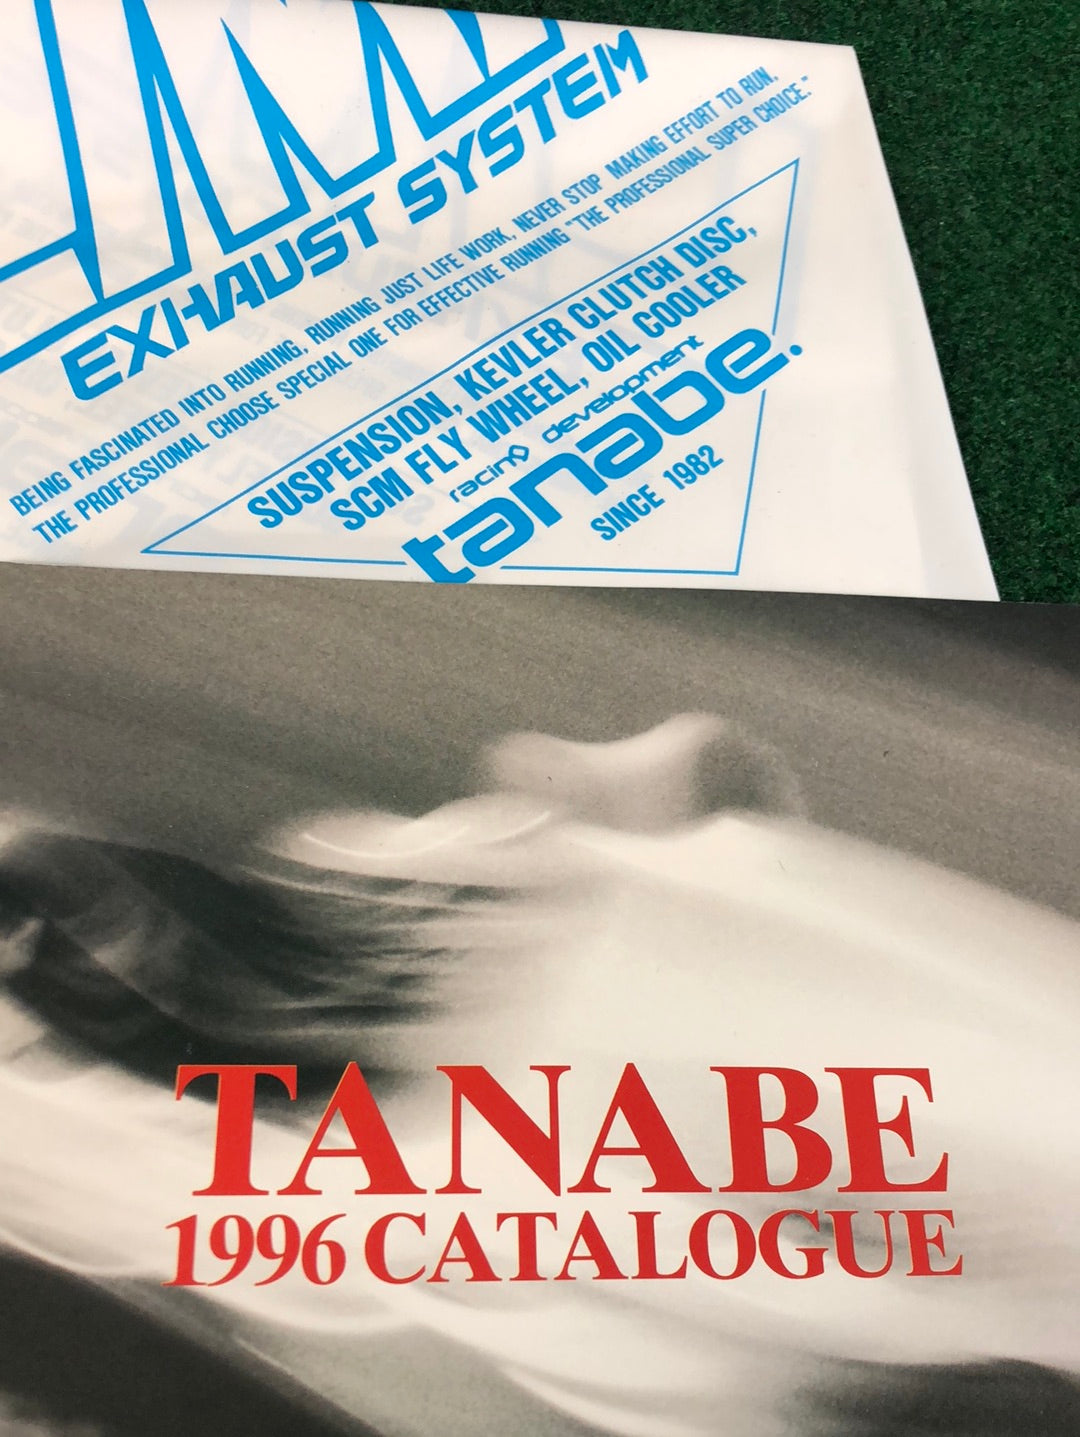 EXHAUST SYSTEM
BEING FASCINATED INTO RUNNING, RUNNING JUST LIFE WORK, NEVER STOP MAKING EFFORT TO RUN,
THE PROFESSIONAL CHOOSE SPECIAL ONE FOR EFFECTIVE RUNNING "THE PROFESSIONAL SUPER CHOICE."
SUSPENSION, KEVLER CLUTCH DISC,
SCM FLY WHEEL, OIL COOLER
racing development
tanabe.
SINCE 1982
TANABE
1996 CATALOGUE